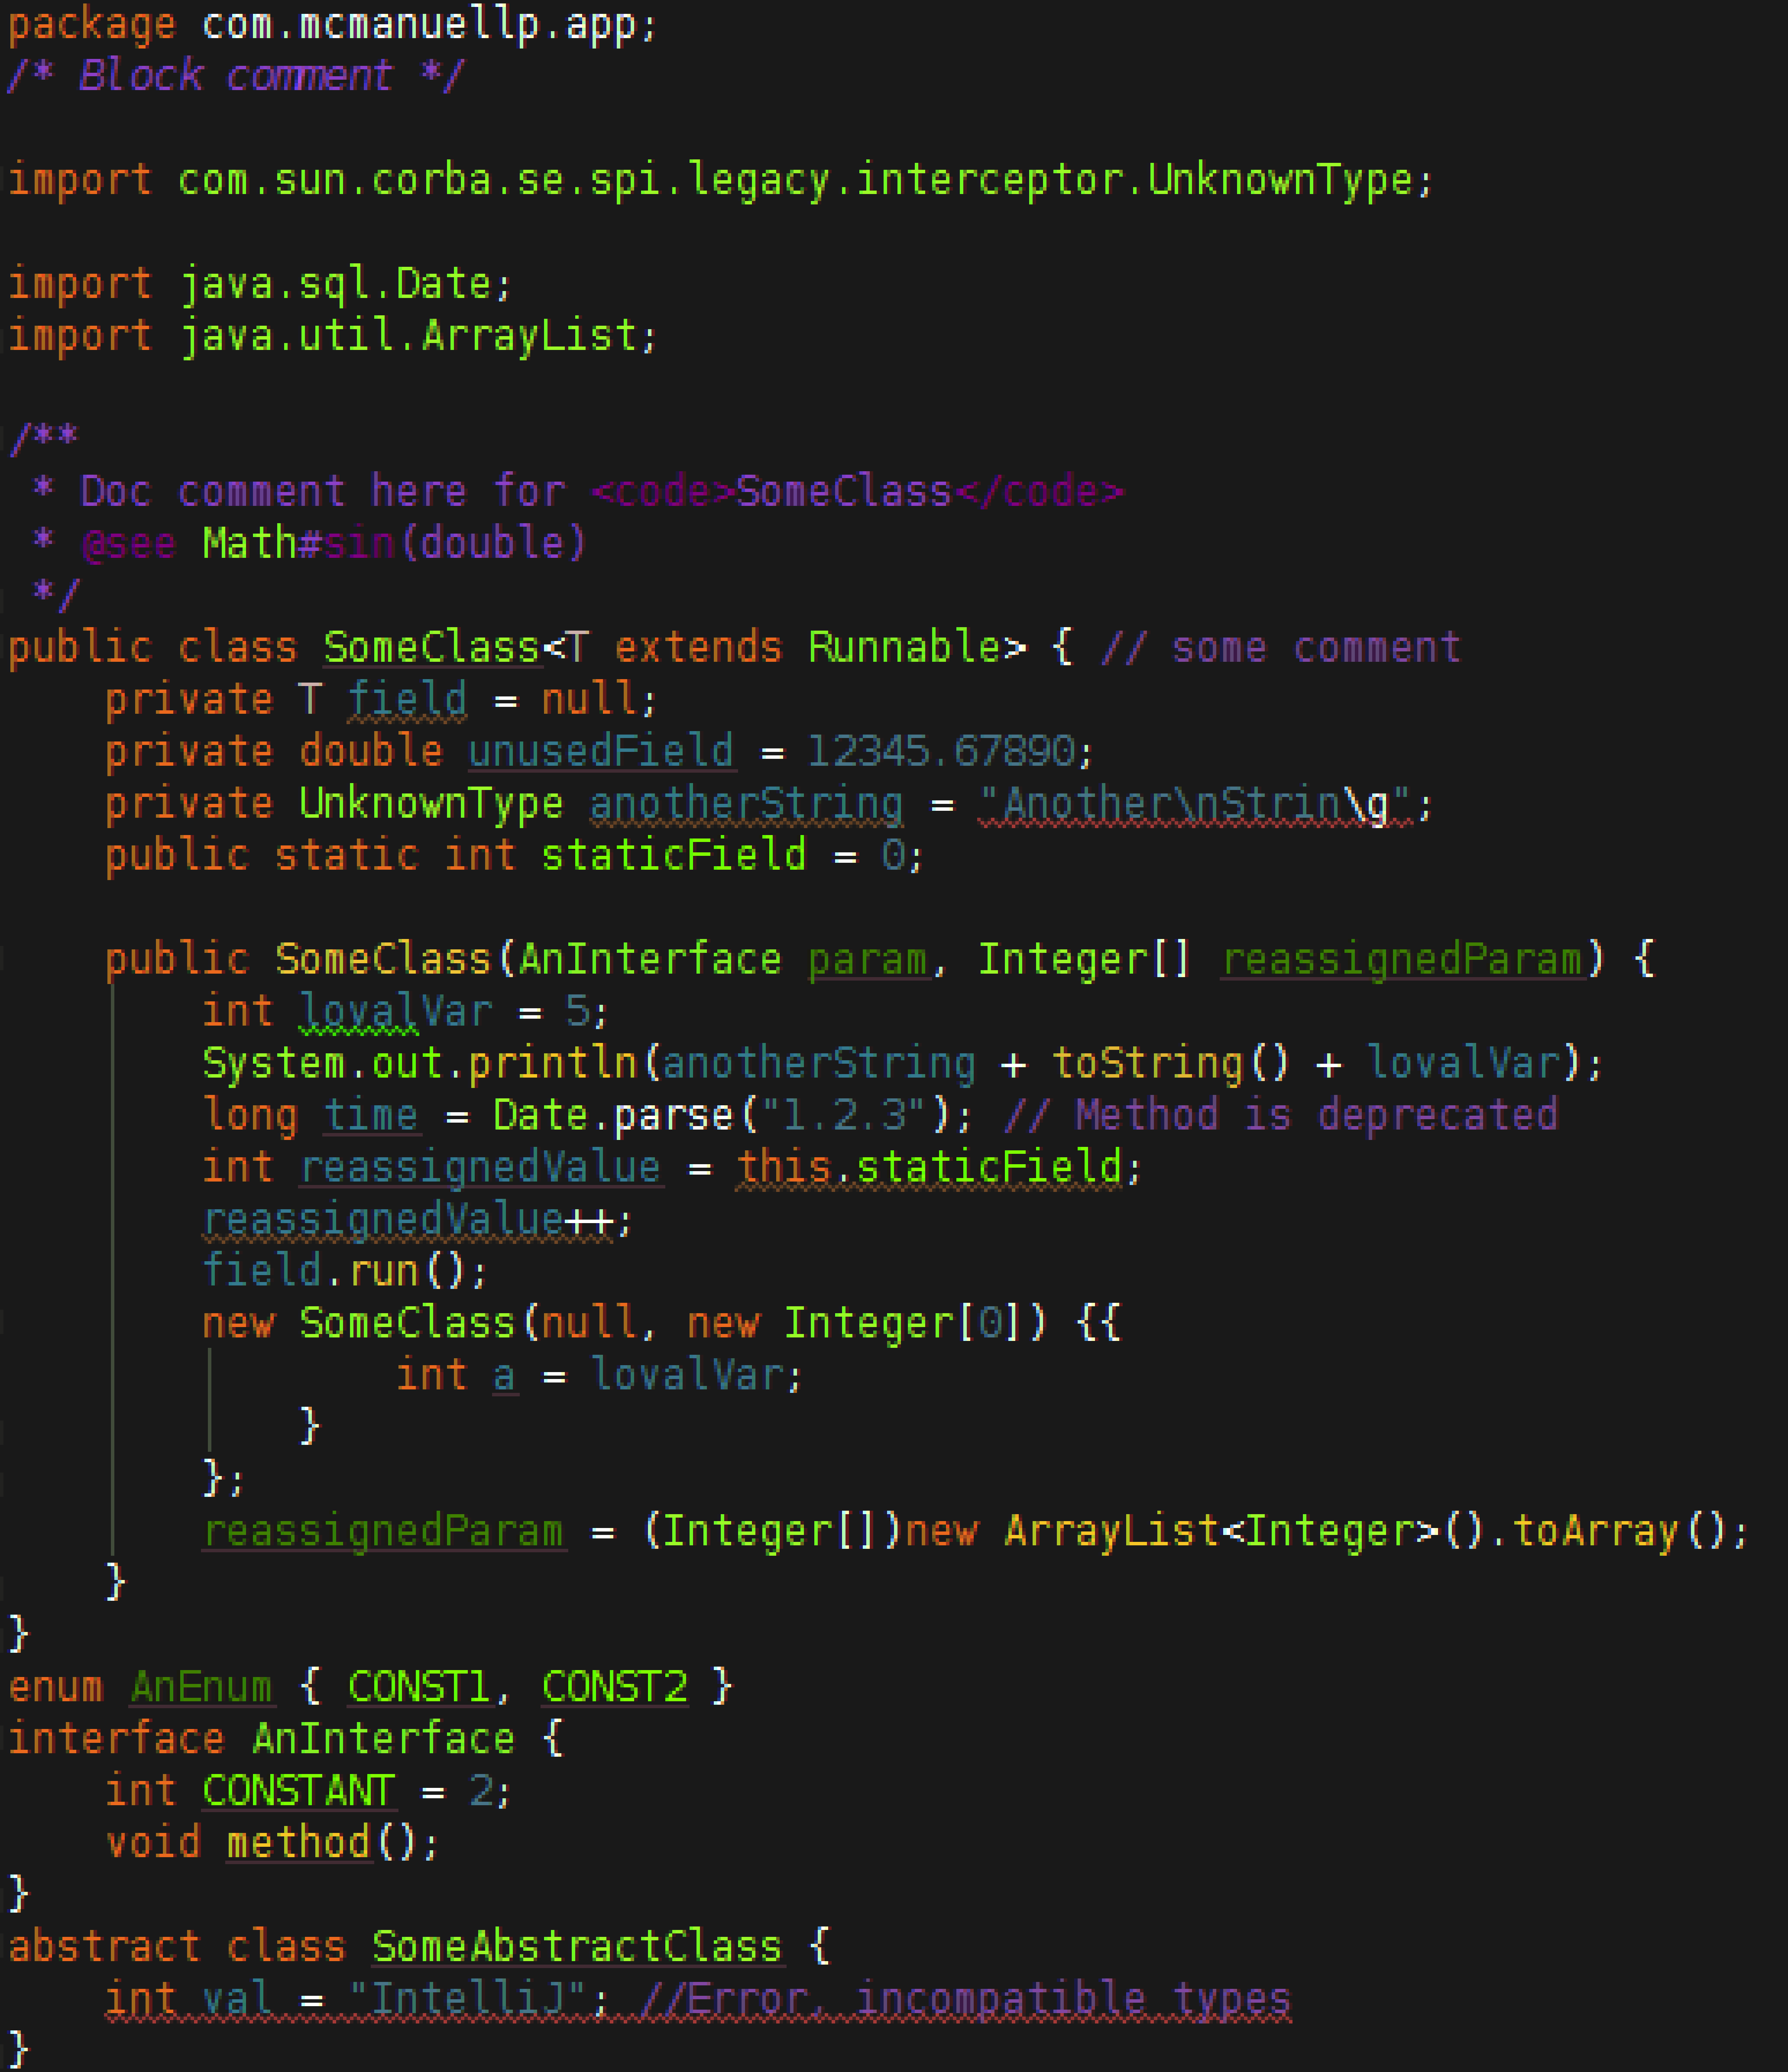 package com.mcmanuellp.app;
/* Block comment */
import com.sun.corba.se.spi.legacy.interceptor.UnknownType;
import java.sql.Date;
import java.util.ArrayList;
/**
 * Doc comment here for <code>SomeClass</code>
 * @see Math#sin(double)
 */
public class SomeClass<T extends Runnable> { // some comment
    private T field = null;
    private double unusedField = 12345.67890;
    private UnknownType anotherString = "Another\nStrin\g";
    public static int staticField = 0;
    public SomeClass(AnInterface param, Integer[] reassignedParam) {
        int lovalVar = 5;
        System.out.println(anotherString + toString() + lovalVar);
        long time = Date.parse("1.2.3"); // Method is deprecated
        int reassignedValue = this.staticField;
        reassignedValue++;
        field.run();
        new SomeClass(null, new Integer[0]) {{
                int a = lovalVar;
            }
        };
        reassignedParam = (Integer[])new ArrayList<Integer>().toArray();
    }
}
enum AnEnum { CONST1, CONST2 }
interface AnInterface {
    int CONSTANT = 2;
    void method();
}
abstract class SomeAbstractClass {
    int val = "IntelliJ"; //Error, incompatible types
}